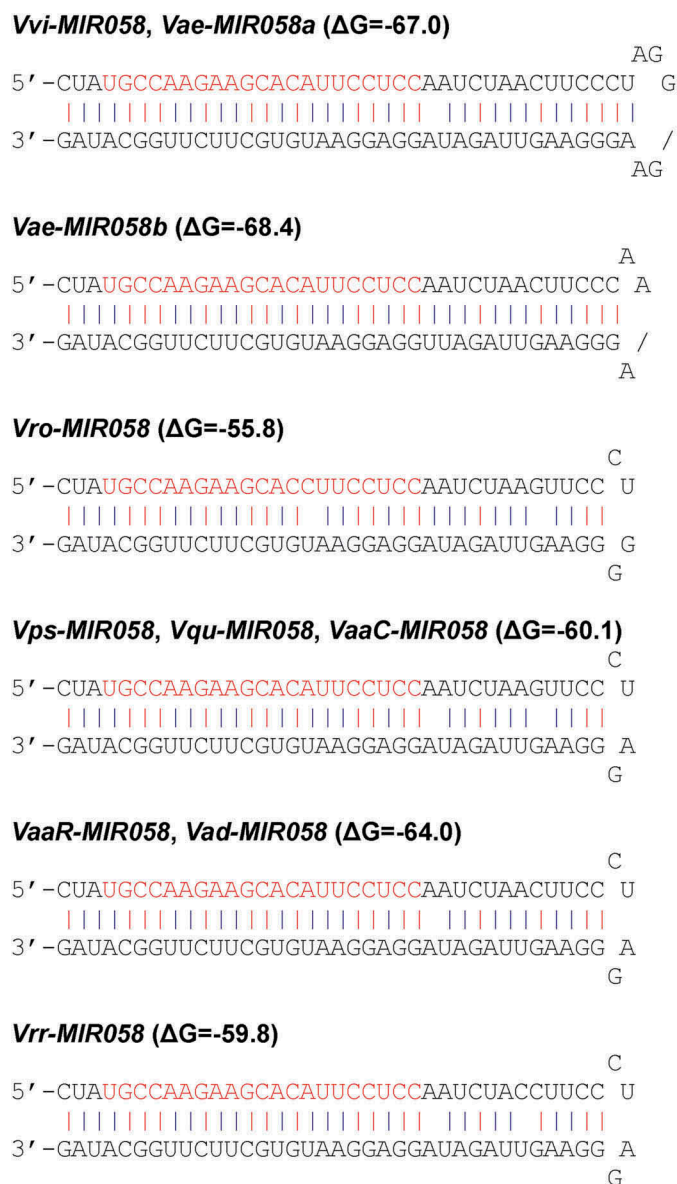 Vvi-MIR058, Vae-MIR058a (ΔG=-67.0)
AG
5’-CUAUGCCAAGAAGCACAUUCCUCCAAUCUAACUUCCCU G
3’-GAUACGGUUCUUCGUGUAAGGAGGAUAGAUUGAAGGGA /
AG
Vae-MIR058b (ΔG=-68.4)
A
5’-CUAUGCCAAGAAGCACAUUCCUCCAAUCUAACUUCCC A
3’-GAUACGGUUCUUCGUGUAAGGAGGUUAGAUUGAAGGG /
A
Vro-MIR058 (ΔG=-55.8)
C
5’-CUAUGCCAAGAAGCACCUUCCUCCAAUCUAAGUUCC U
3’-GAUACGGUUCUUCGUGUAAGGAGGAUAGAUUGAAGG G
G
Vps-MIR058, Vqu-MIR058, VaaC-MIR058 (ΔG=-60.1)
C
5’-CUAUGCCAAGAAGCACAUUCCUCCAAUCUAAGUUCC U
3’-GAUACGGUUCUUCGUGUAAGGAGGAUAGAUUGAAGG A
G
VaaR-MIR058, Vad-MIR058 (ΔG=-64.0)
C
5’-CUAUGCCAAGAAGCACAUUCCUCCAAUCUAACUUCC U
3’-GAUACGGUUCUUCGUGUAAGGAGGAUAGAUUGAAGG A
G
Vrr-MIR058 (ΔG=-59.8)
C
5’-CUAUGCCAAGAAGCACAUUCCUCCAAUCUACCUUCC U
3’-GAUACGGUUCUUCGUGUAAGGAGGAUAGAUUGAAGG A
G